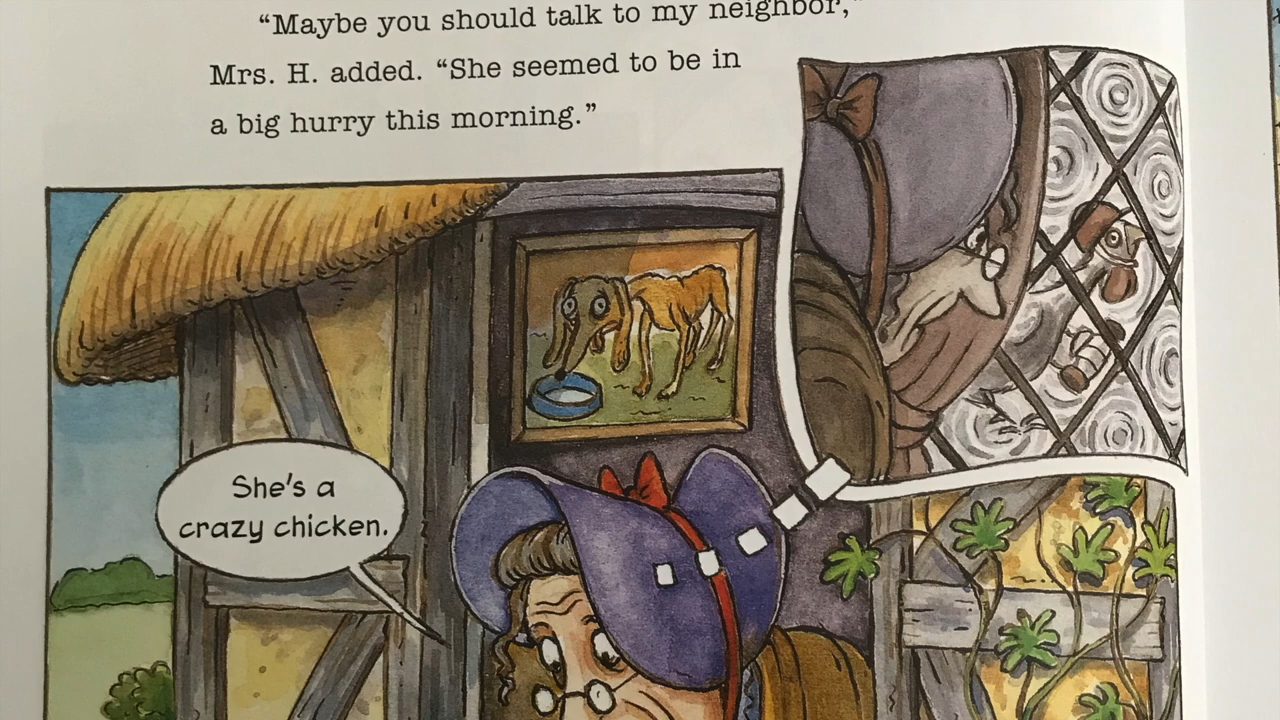 “Maybe you should talk to my neighbor,”
Mrs. H. added. “She seemed to be in
a big hurry this morning.”
She's a
crazy chicken.